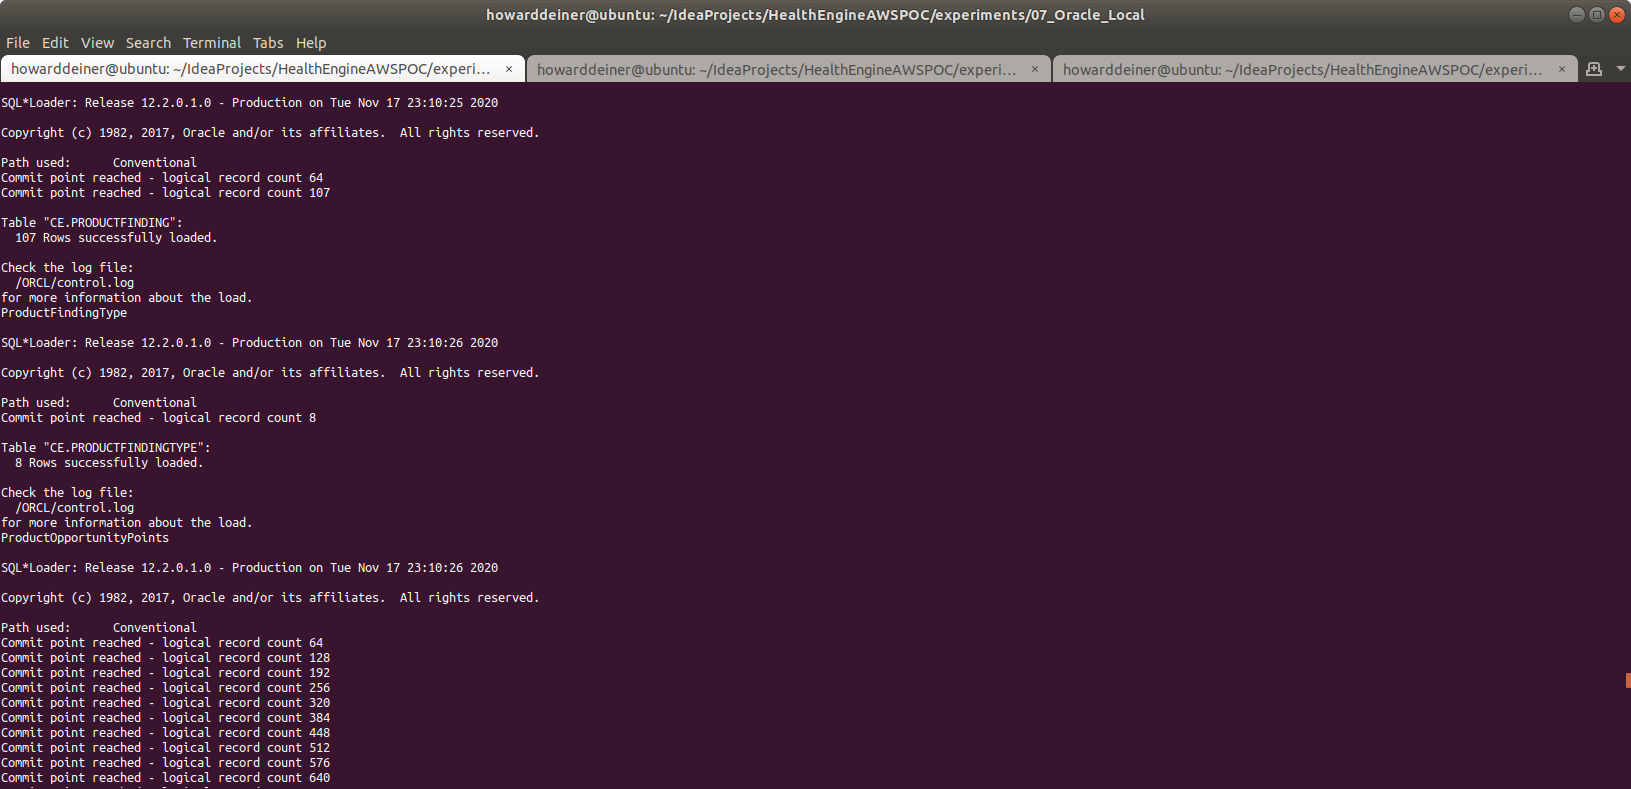 howarddeiner@ubuntu: ~/IdeaProjects/HealthEngineAWSPOC/experiments/07_Oracle_Local
File Edit View Search Terminal Tabs Help
howarddeiner@ubuntu: ~/IdeaProjects/HealthEngineAWSPOC/experi... × howarddeiner@ubuntu: ~/IdeaProjects/HealthEngineAWSPOC/experi... × howarddeiner@ubuntu: ~/IdeaProjects/HealthEngineAWSPOC/experi... ×
SQL*Loader: Release 12.2.0.1.0 - Production on Tue Nov 17 23:10:25 2020
Copyright (c) 1982, 2017, Oracle and/or its affiliates.  All rights reserved.
Path used:      Conventional
Commit point reached - logical record count 64
Commit point reached - logical record count 107
Table "CE.PRODUCTFINDING":
  107 Rows successfully loaded.
Check the log file:
  /ORCL/control.log
for more information about the load.
ProductFindingType
SQL*Loader: Release 12.2.0.1.0 - Production on Tue Nov 17 23:10:26 2020
Copyright (c) 1982, 2017, Oracle and/or its affiliates.  All rights reserved.
Path used:      Conventional
Commit point reached - logical record count 8
Table "CE.PRODUCTFINDINGTYPE":
  8 Rows successfully loaded.
Check the log file:
  /ORCL/control.log
for more information about the load.
ProductOpportunityPoints
SQL*Loader: Release 12.2.0.1.0 - Production on Tue Nov 17 23:10:26 2020
Copyright (c) 1982, 2017, Oracle and/or its affiliates.  All rights reserved.
Path used:      Conventional
Commit point reached - logical record count 64
Commit point reached - logical record count 128
Commit point reached - logical record count 192
Commit point reached - logical record count 256
Commit point reached - logical record count 320
Commit point reached - logical record count 384
Commit point reached - logical record count 448
Commit point reached - logical record count 512
Commit point reached - logical record count 576
Commit point reached - logical record count 640